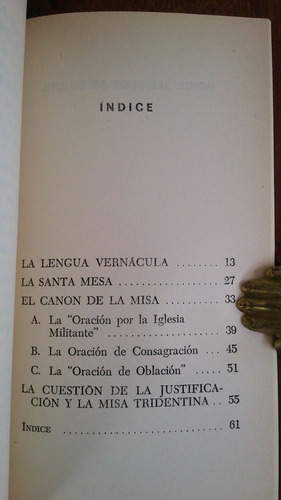 ÍNDICE
LA LENGUA VERNÁCULA ........ 13
LA SANTA MESA ............... 27
EL CANON DE LA MISA ......... 33
A. La "Oración por la Iglesia
Militante" ................. 39
B. La Oración de Consagración .. 45
C. La "Oración de Oblación" .... 51
LA CUESTIÓN DE LA JUSTIFICA-
CIÓN Y LA MISA TRIDENTINA .. 55
ÍNDICE ....................... 61